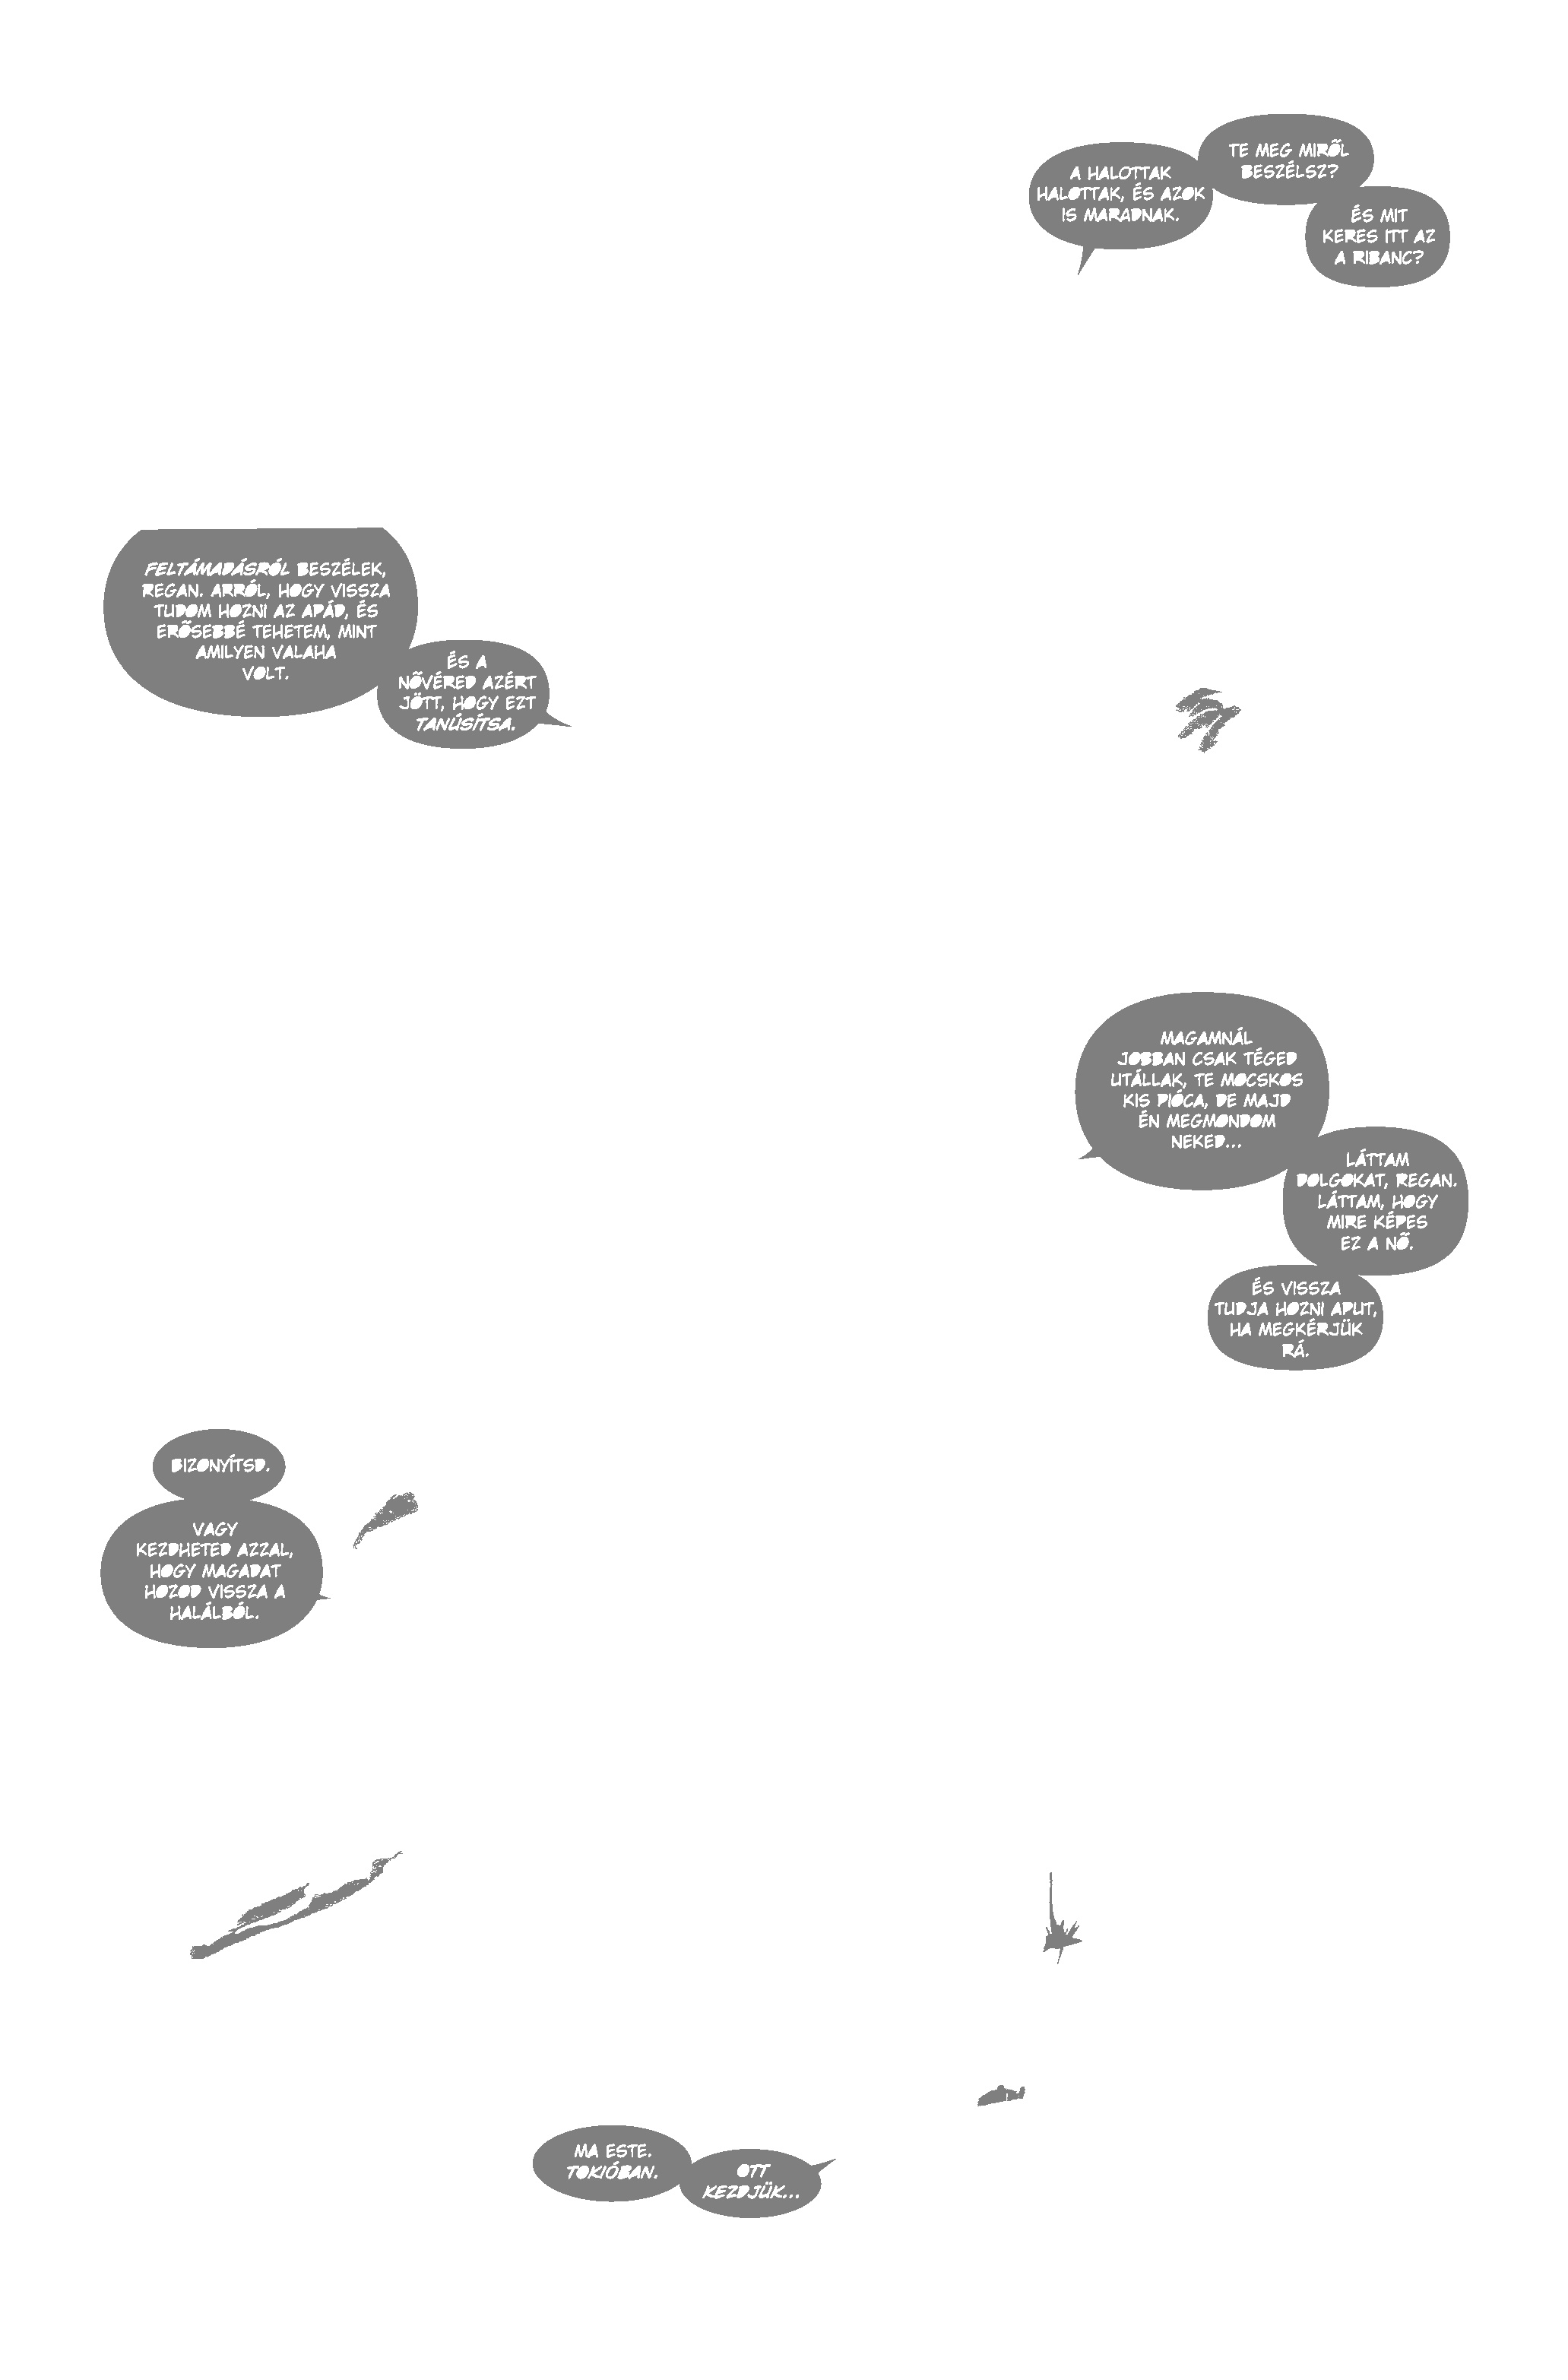 A HALOTTAK
HALOTTAK, ÉS AZOK
IS MARADNAK.
TE MEG MIRŐL
BESZÉLSZ?
ÉS MIT
KERES ITT AZ
A RIBANC?
FELTÁMADÁSRÓL BESZÉLEK,
REGAN. ARRÓL, HOGY VISSZA
TUDOM HOZNI AZ APÁD, ÉS
ERŐSEBBÉ TEHETEM, MINT
AMILYEN VALAHA
VOLT.
ÉS A
NŐVÉRED AZÉRT
JÖTT, HOGY EZT
TANÚSÍTSA.
MAGAMNÁL
JOBBAN CSAK TÉGED
UTÁLLAK, TE MOCSKOS
KIS PIÓCA, DE MAJD
ÉN MEGMONDOM
NEKED...
LÁTTAM
DOLGOKAT, REGAN.
LÁTTAM, HOGY
MIRE KÉPES
EZ A NŐ.
ÉS VISSZA
TUDJA HOZNI APUT,
HA MEGKÉRJÜK
RÁ.
BIZONYÍTSD.
VAGY
KEZDHETED AZZAL,
HOGY MAGADAT
HOZOD VISSZA A
HALÁLBÓL.
MA ESTE.
TOKIÓBAN.
OTT
KEZDJÜK...